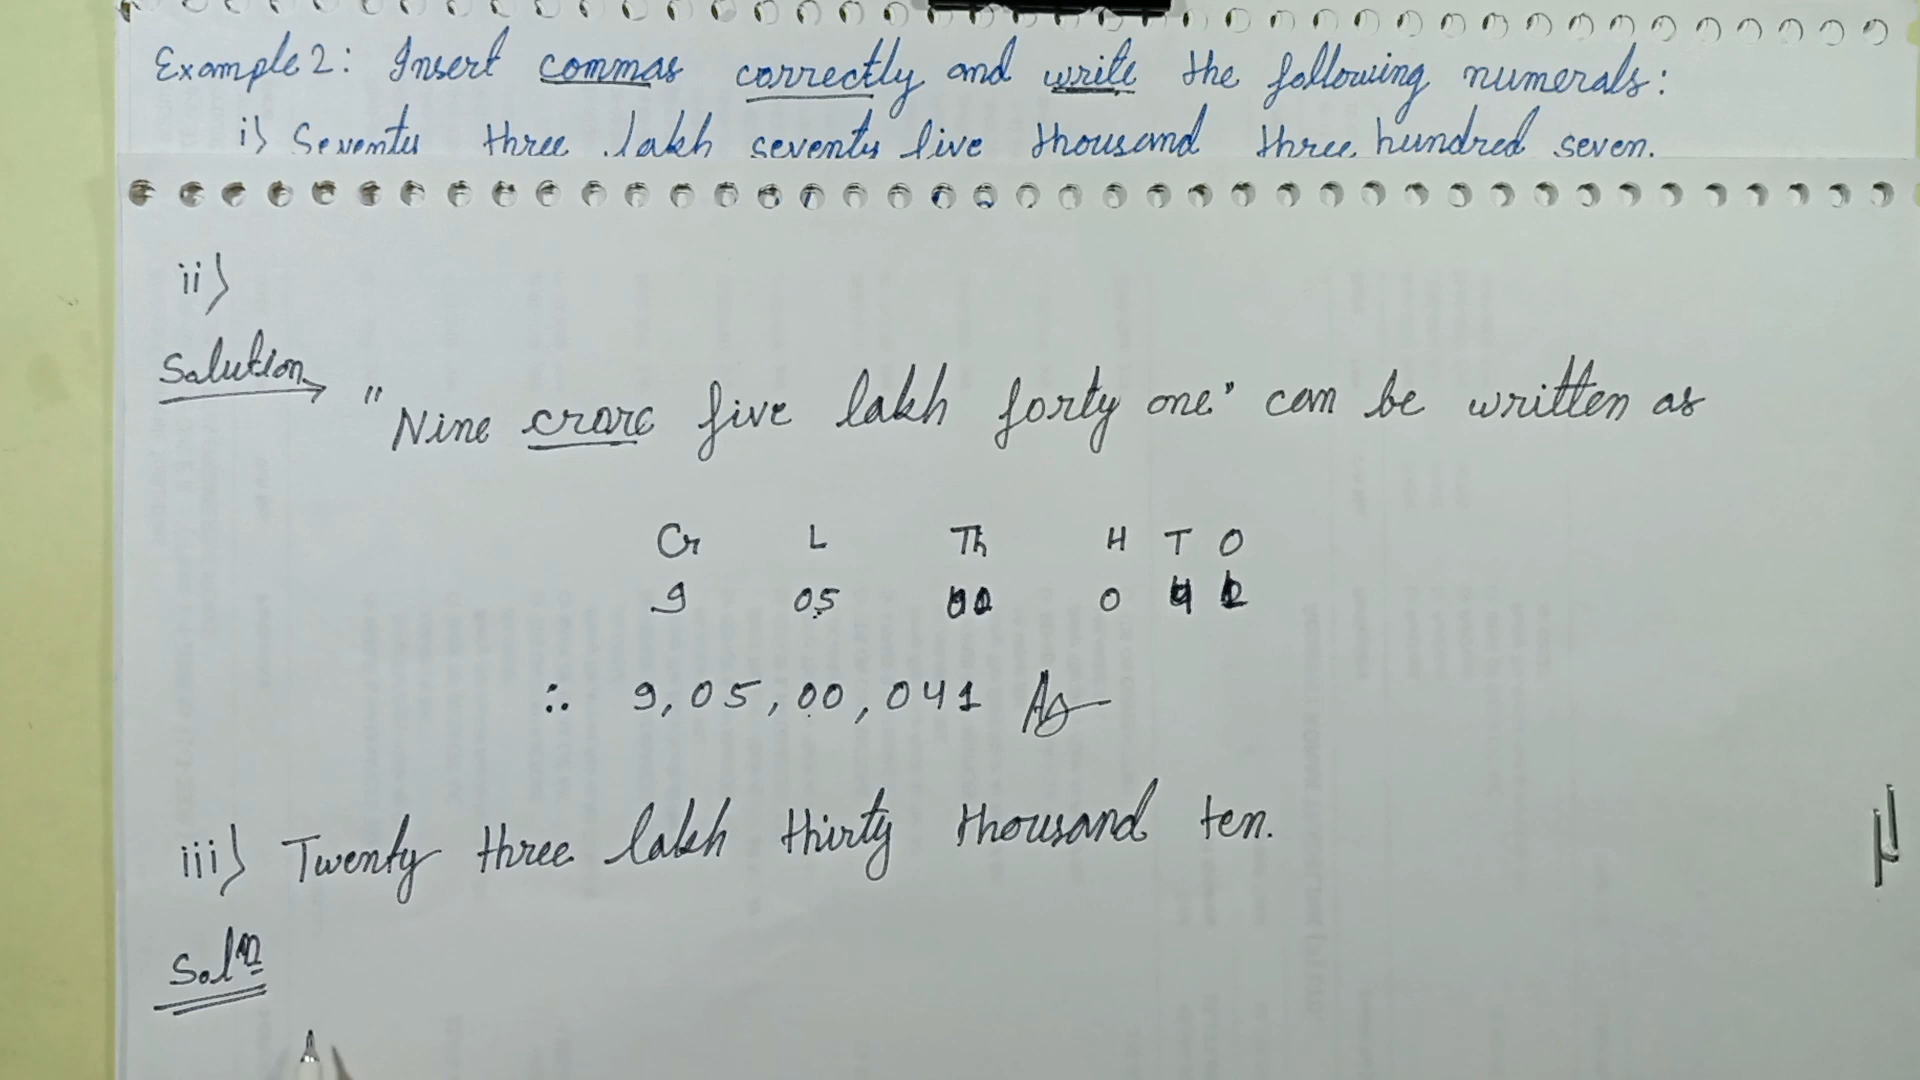 Example 2: Insert commas correctly and write the following numerals:
i) Seventy three lakh seventy five thousand three hundred seven.
ii)
Solution
"Nine crore five lakh forty one" can be written as
Cr L Th H T O
9 05 00 0 4 1
∴ 9,05,00,041
iii) Twenty three lakh thirty thousand ten.
Solⁿ